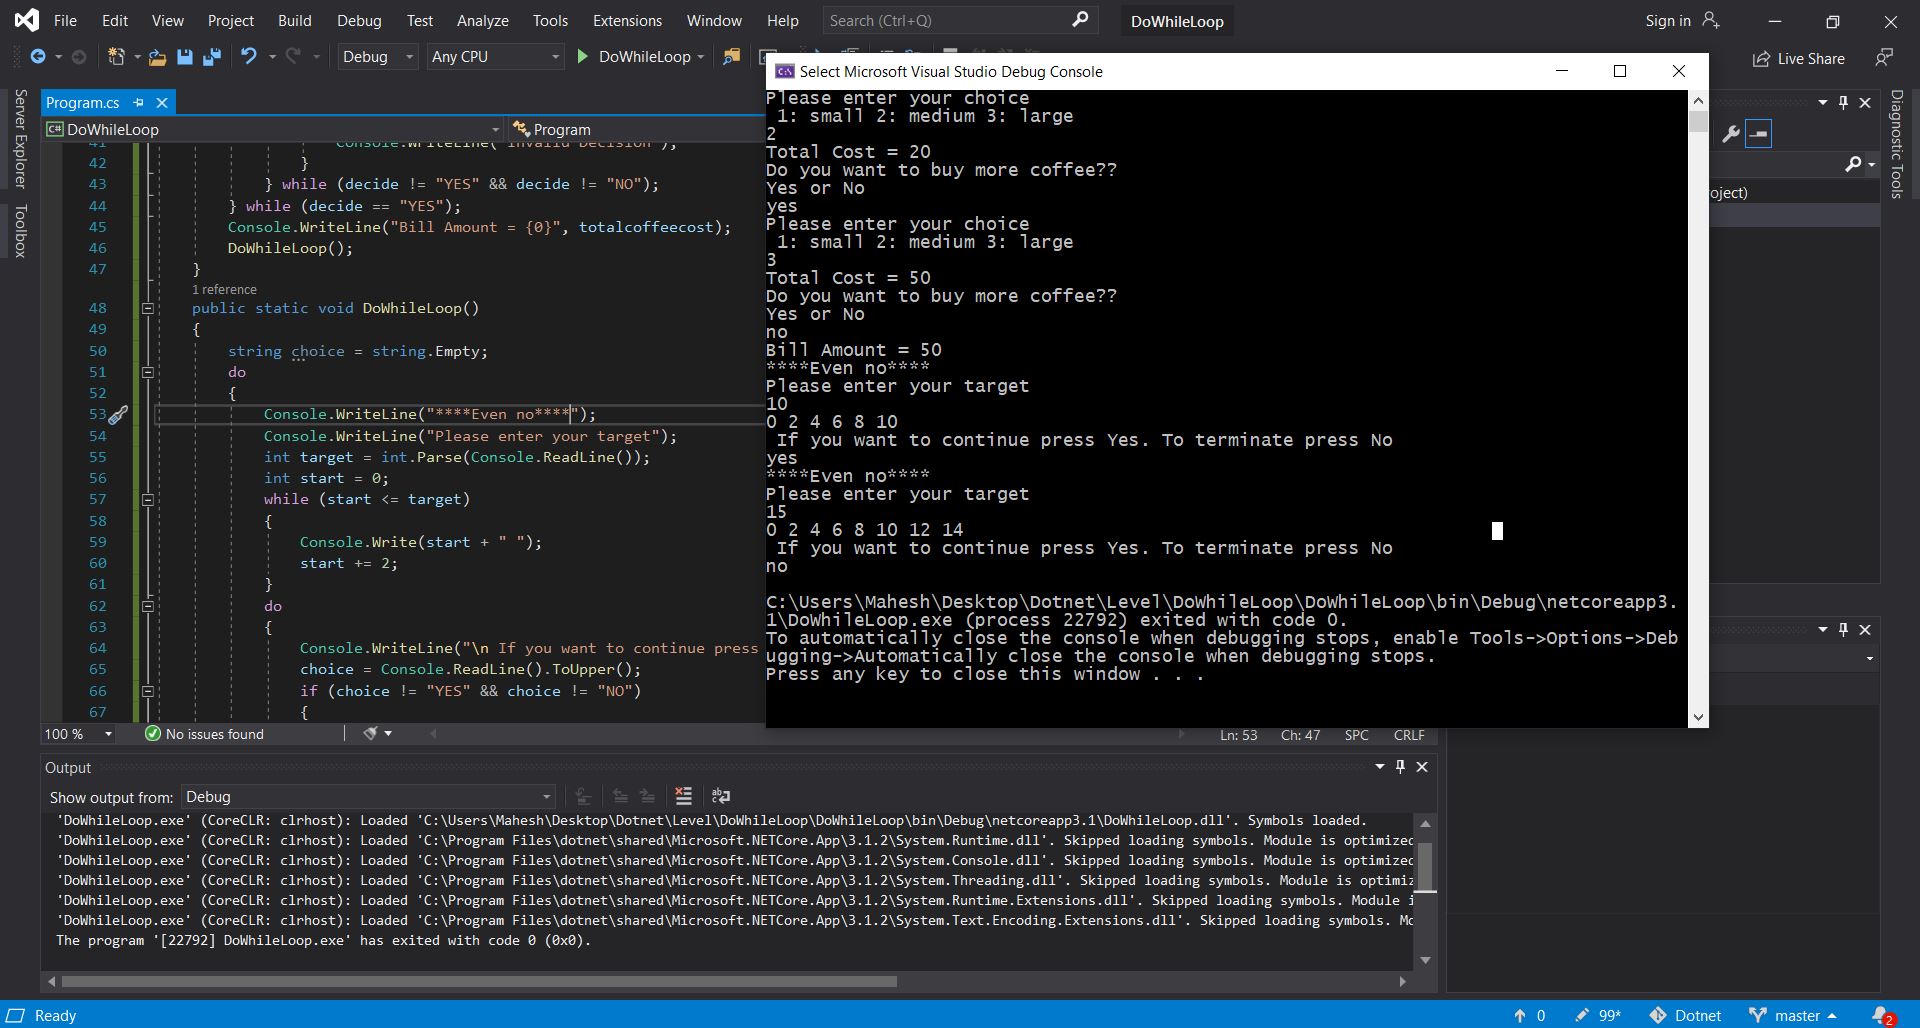 File Edit View Project Build Debug Test Analyze Tools Extensions Window Help Search (Ctrl+Q) DoWhileLoop Sign in
Debug Any CPU DoWhileLoop Live Share
Server Explorer
Toolbox
Program.cs
DoWhileLoop Program
41 Console.WriteLine("Invalid Decision");
42 }
43 } while (decide != "YES" && decide != "NO");
44 } while (decide == "YES");
45 Console.WriteLine("Bill Amount = {0}", totalcoffeecost);
46 DoWhileLoop();
47 }
1 reference
48 public static void DoWhileLoop()
49 {
50 string choice = string.Empty;
51 do
52 {
53 Console.WriteLine("****Even no****");
54 Console.WriteLine("Please enter your target");
55 int target = int.Parse(Console.ReadLine());
56 int start = 0;
57 while (start <= target)
58 {
59 Console.Write(start + " ");
60 start += 2;
61 }
62 do
63 {
64 Console.WriteLine("\n If you want to continue press
65 choice = Console.ReadLine().ToUpper();
66 if (choice != "YES" && choice != "NO")
67 {
100 % No issues found Ln: 53 Ch: 47 SPC CRLF
Select Microsoft Visual Studio Debug Console
Please enter your choice
1: small 2: medium 3: large
2
Total Cost = 20
Do you want to buy more coffee??
Yes or No
yes
Please enter your choice
1: small 2: medium 3: large
3
Total Cost = 50
Do you want to buy more coffee??
Yes or No
no
Bill Amount = 50
****Even no****
Please enter your target
10
0 2 4 6 8 10
If you want to continue press Yes. To terminate press No
yes
****Even no****
Please enter your target
15
0 2 4 6 8 10 12 14
If you want to continue press Yes. To terminate press No
no
C:\Users\Mahesh\Desktop\Dotnet\Level\DoWhileLoop\DoWhileLoop\bin\Debug\netcoreapp3.
1\DoWhileLoop.exe (process 22792) exited with code 0.
To automatically close the console when debugging stops, enable Tools->Options->Deb
ugging->Automatically close the console when debugging stops.
Press any key to close this window . . .
oject)
Diagnostic Tools
Output
Show output from: Debug
'DoWhileLoop.exe' (CoreCLR: clrhost): Loaded 'C:\Users\Mahesh\Desktop\Dotnet\Level\DoWhileLoop\DoWhileLoop\bin\Debug\netcoreapp3.1\DoWhileLoop.dll'. Symbols loaded.
'DoWhileLoop.exe' (CoreCLR: clrhost): Loaded 'C:\Program Files\dotnet\shared\Microsoft.NETCore.App\3.1.2\System.Runtime.dll'. Skipped loading symbols. Module is optimized
'DoWhileLoop.exe' (CoreCLR: clrhost): Loaded 'C:\Program Files\dotnet\shared\Microsoft.NETCore.App\3.1.2\System.Console.dll'. Skipped loading symbols. Module is optimized
'DoWhileLoop.exe' (CoreCLR: clrhost): Loaded 'C:\Program Files\dotnet\shared\Microsoft.NETCore.App\3.1.2\System.Threading.dll'. Skipped loading symbols. Module is optimiz
'DoWhileLoop.exe' (CoreCLR: clrhost): Loaded 'C:\Program Files\dotnet\shared\Microsoft.NETCore.App\3.1.2\System.Runtime.Extensions.dll'. Skipped loading symbols. Module i
'DoWhileLoop.exe' (CoreCLR: clrhost): Loaded 'C:\Program Files\dotnet\shared\Microsoft.NETCore.App\3.1.2\System.Text.Encoding.Extensions.dll'. Skipped loading symbols. Mo
The program '[22792] DoWhileLoop.exe' has exited with code 0 (0x0).
Ready 0 99* Dotnet master 2